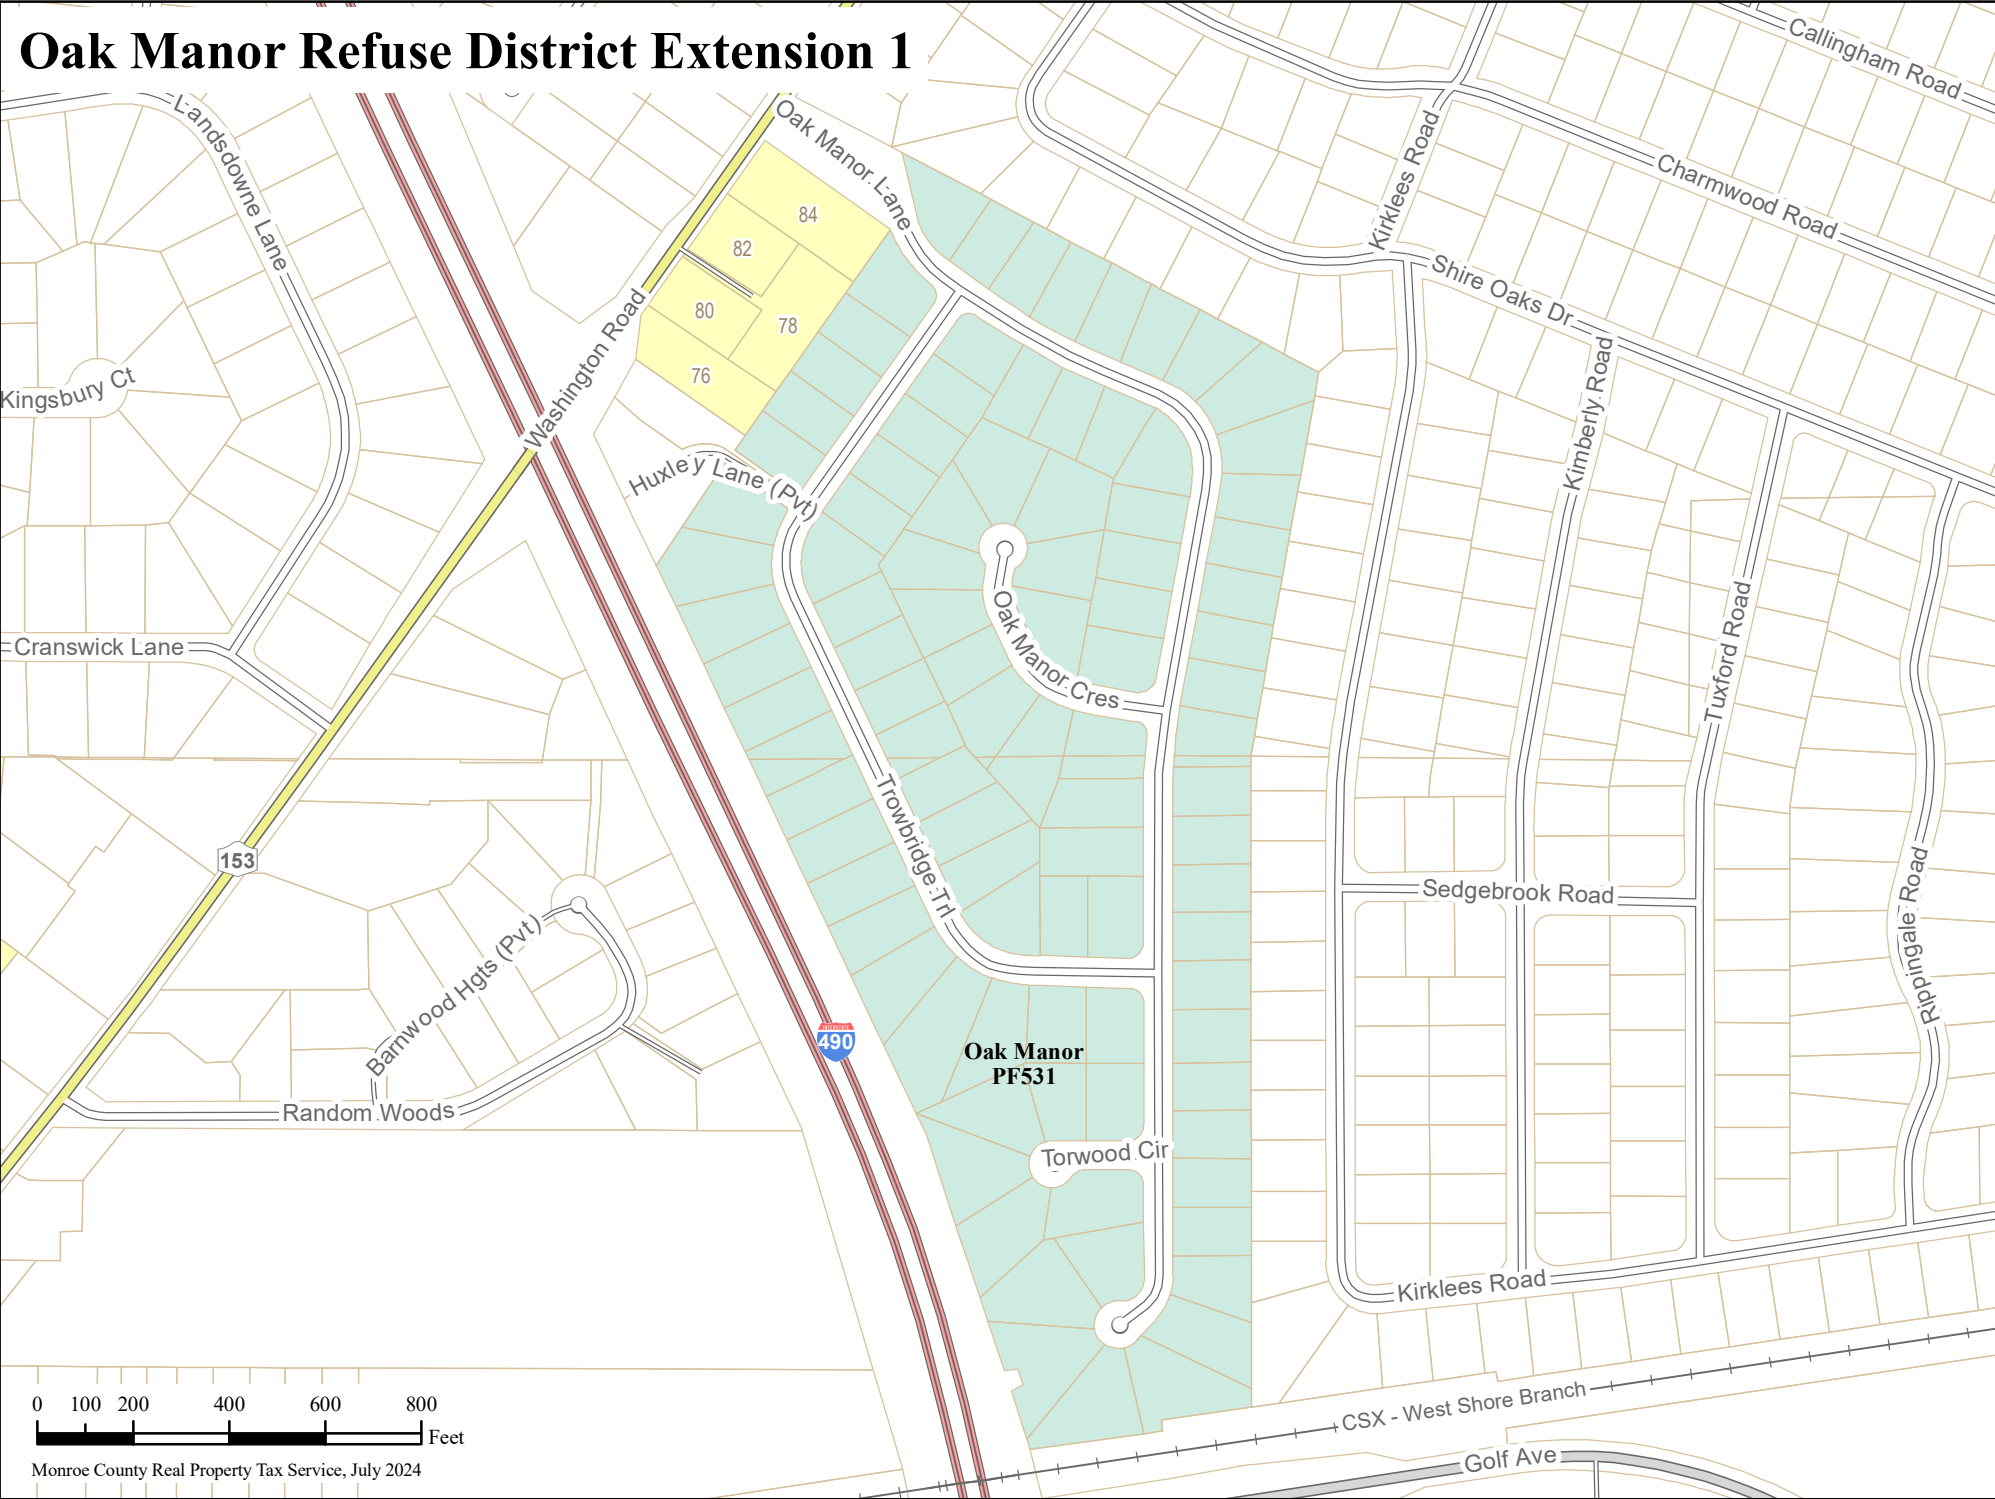 Oak Manor Refuse District Extension 1
Callingham Road
Landsdowne Lane
Oak Manor Lane
Kirklees Road
Charmwood Road
84
82
80
78
76
Shire Oaks Dr
Washington Road
Kingsbury Ct
Kimberly Road
Huxley Lane (Pvt)
Oak Manor Cres
Cranswick Lane
Tuxford Road
Trowbridge Trl
153
Sedgebrook Road
Rippingale Road
Barnwood Hgts (Pvt)
INTERSTATE
490
Oak Manor
PF531
Random Woods
Torwood Cir
Kirklees Road
CSX - West Shore Branch
Golf Ave
0 100 200 400 600 800
Feet
Monroe County Real Property Tax Service, July 2024